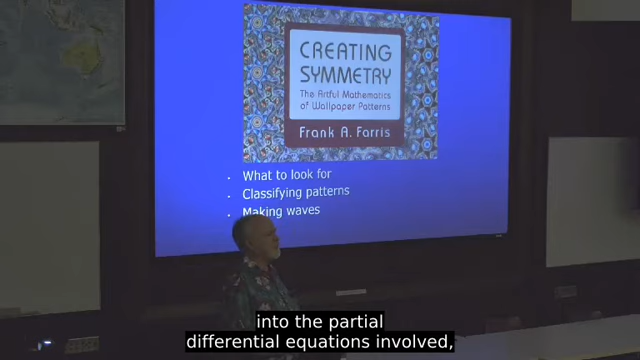 CREATING
SYMMETRY
The Artful Mathematics
of Wallpaper Patterns
Frank A. Farris
• What to look for
• Classifying patterns
• Making waves
into the partial
differential equations involved,